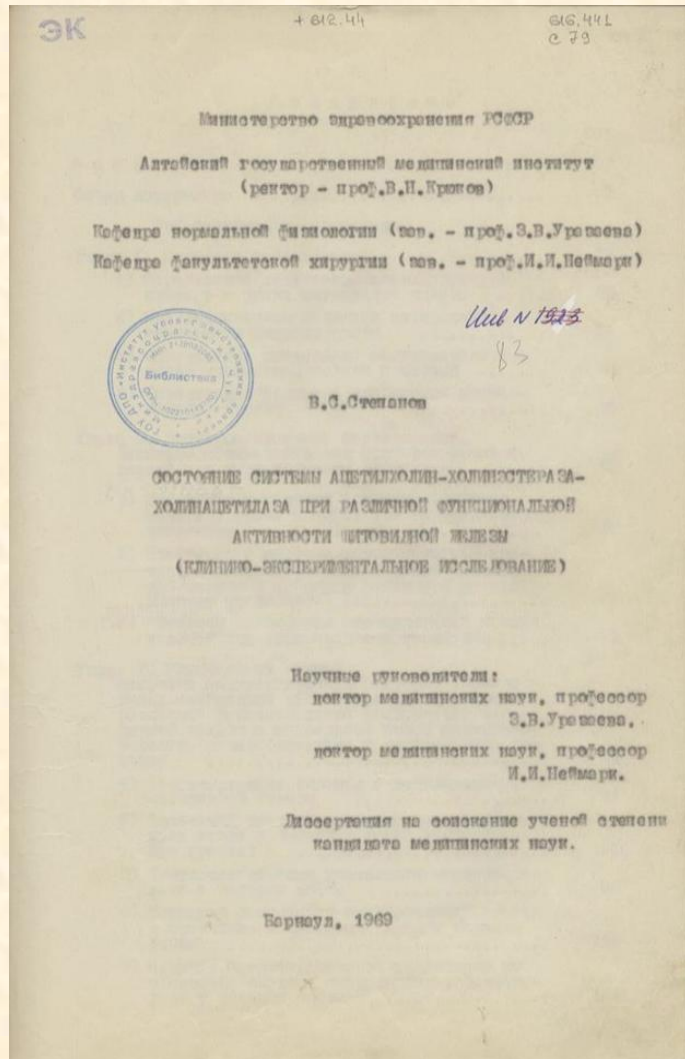 ЭК
+ 612.44
616.441
С 79
Министерство здравоохранения РСФСР
Алтайский государственный медицинский институт
(ректор - проф.В.Н.Крюков)
Кафедра нормальной физиологии (зав. - проф.З.В.Уразаева)
Кафедра факультетской хирургии (зав. - проф.И.И.Неймарк)
Инв N 1923
83
Библиотека
В.С.Степанов
СОСТОЯНИЕ СИСТЕМЫ АЦЕТИЛХОЛИН-ХОЛИНЭСТЕРАЗА-
ХОЛИНАЦЕТИЛАЗА ПРИ РАЗЛИЧНОЙ ФУНКЦИОНАЛЬНОЙ
АКТИВНОСТИ ЩИТОВИДНОЙ ЖЕЛЕЗЫ
(КЛИНИКО-ЭКСПЕРИМЕНТАЛЬНОЕ ИССЛЕДОВАНИЕ)
Научные руководители:
доктор медицинских наук, профессор
З.В.Уразаева.
доктор медицинских наук, профессор
И.И.Неймарк.
Диссертация на соискание ученой степени
кандидата медицинских наук.
Барнаул, 1969